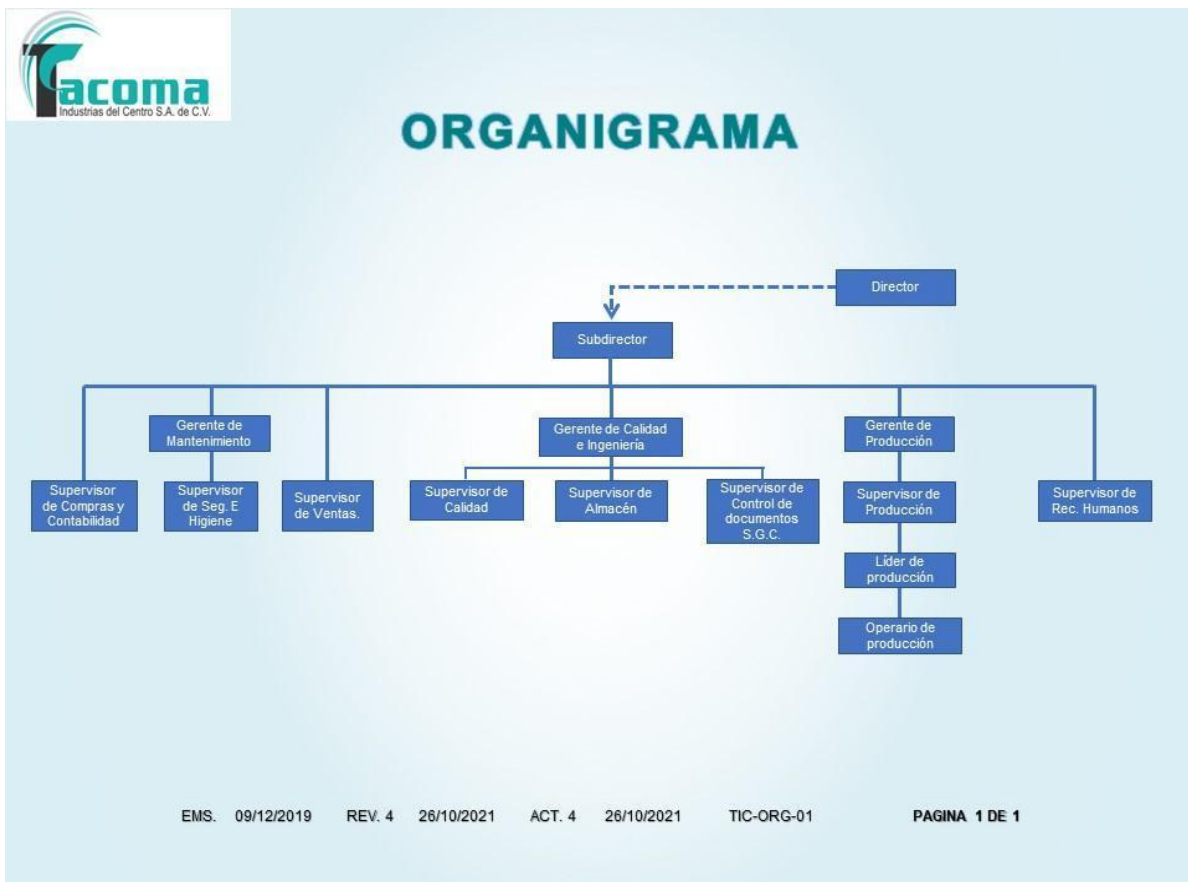 Tacoma
Industrias del Centro S.A. de C.V.
ORGANIGRAMA
Director
Subdirector
Gerente de
Mantenimiento
Gerente de Calidad
e Ingeniería
Gerente de
Producción
Supervisor
de Compras y
Contabilidad
Supervisor
de Seg. E
Higiene
Supervisor
de Ventas.
Supervisor de
Calidad
Supervisor de
Almacén
Supervisor de
Control de
documentos
S.G.C.
Supervisor de
Producción
Supervisor de
Rec. Humanos
Líder de
producción
Operario de
producción
EMS. 09/12/2019 REV. 4 26/10/2021 ACT. 4 26/10/2021 TIC-ORG-01 PAGINA 1 DE 1